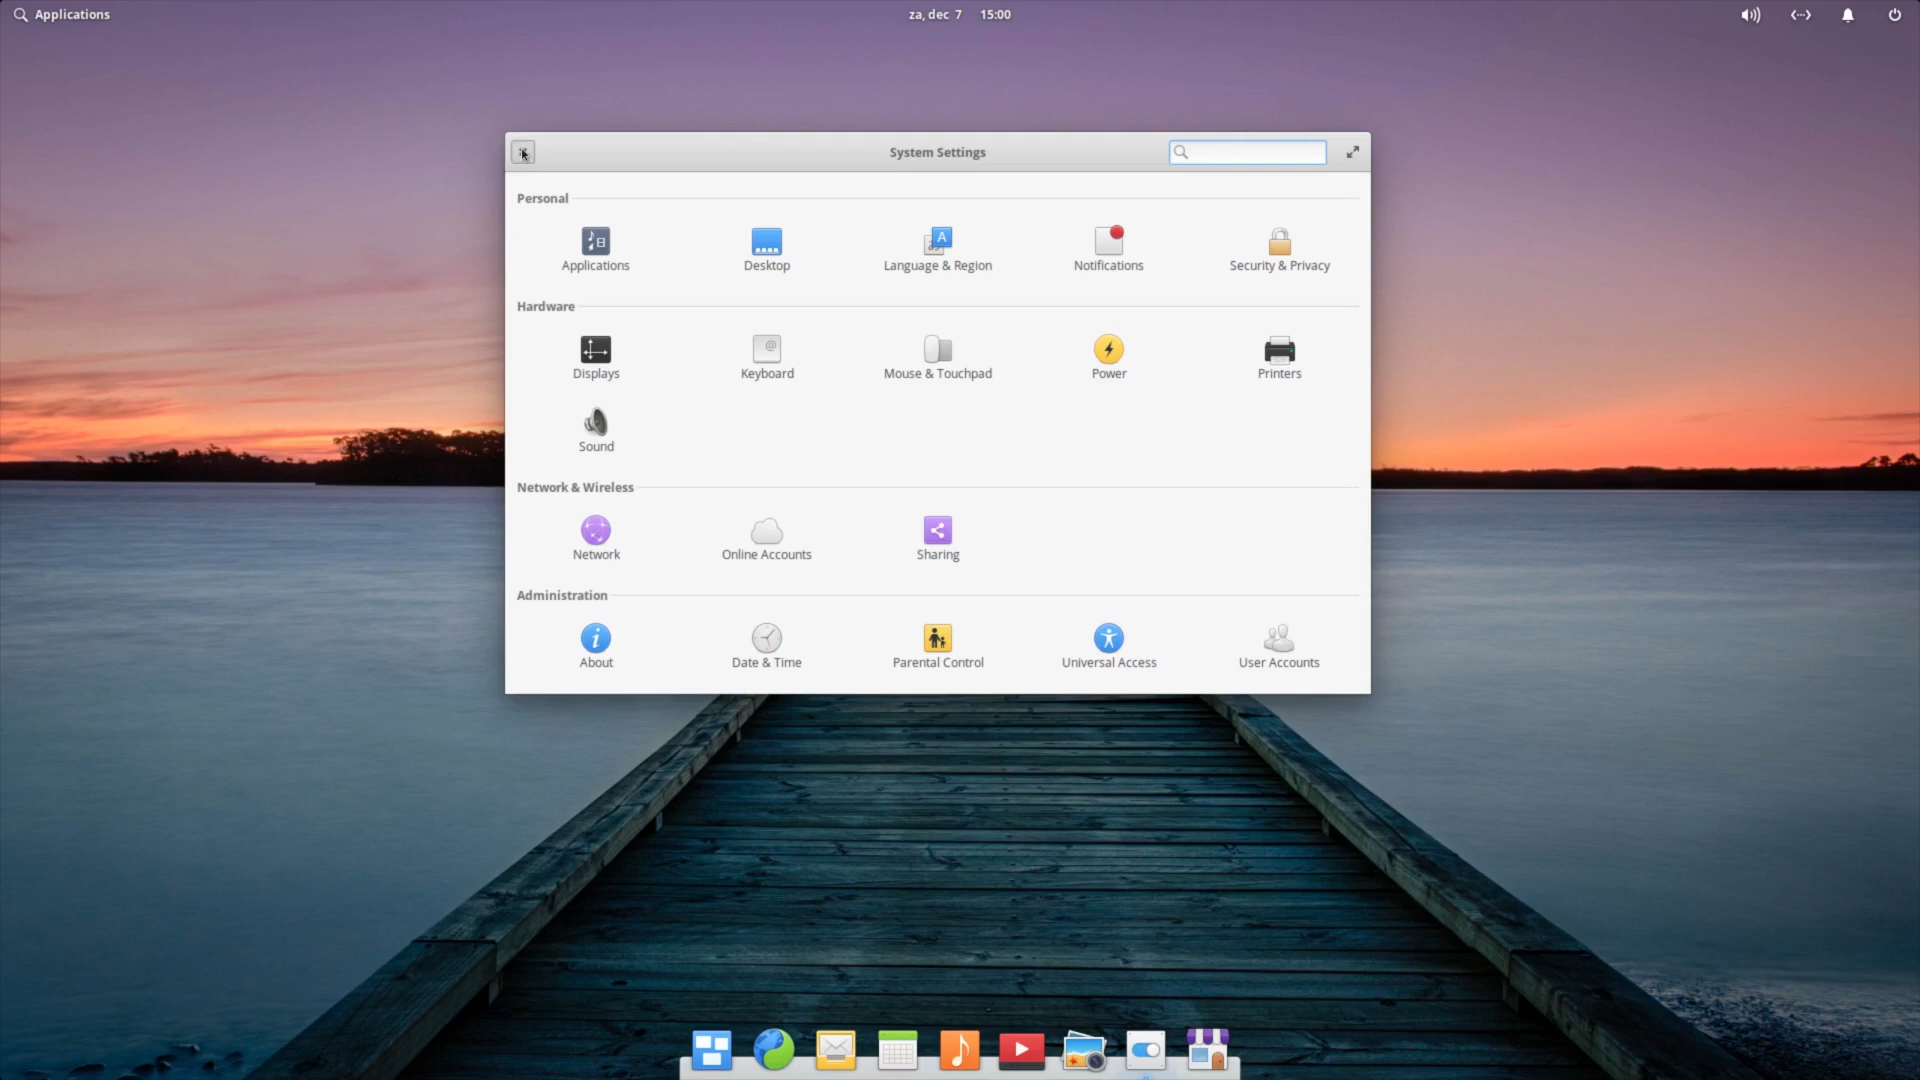 Applications
za, dec 7 15:00
System Settings
Personal
Applications
Desktop
Language & Region
Notifications
Security & Privacy
Hardware
Displays
Keyboard
Mouse & Touchpad
Power
Printers
Sound
Network & Wireless
Network
Online Accounts
Sharing
Administration
About
Date & Time
Parental Control
Universal Access
User Accounts